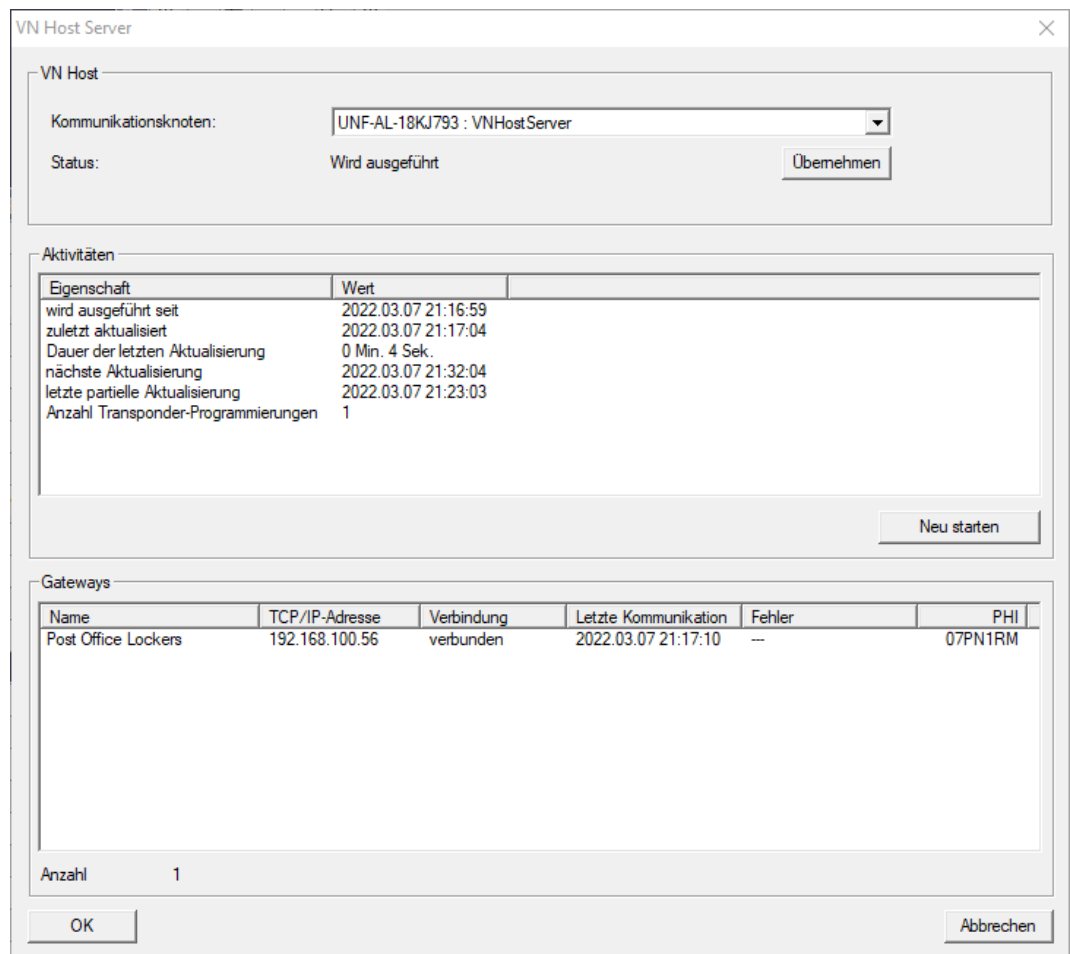 VN Host Server
VN Host
Kommunikationsknoten: UNF-AL-18KJ793 : VNHostServer
Status: Wird ausgeführt Übernehmen
Aktivitäten
Eigenschaft Wert
wird ausgeführt seit 2022.03.07 21:16:59
zuletzt aktualisiert 2022.03.07 21:17:04
Dauer der letzten Aktualisierung 0 Min. 4 Sek.
nächste Aktualisierung 2022.03.07 21:32:04
letzte partielle Aktualisierung 2022.03.07 21:23:03
Anzahl Transponder-Programmierungen 1
Neu starten
Gateways
Name TCP/IP-Adresse Verbindung Letzte Kommunikation Fehler PHI
Post Office Lockers 192.168.100.56 verbunden 2022.03.07 21:17:10 --- 07PN1RM
Anzahl 1
OK Abbrechen